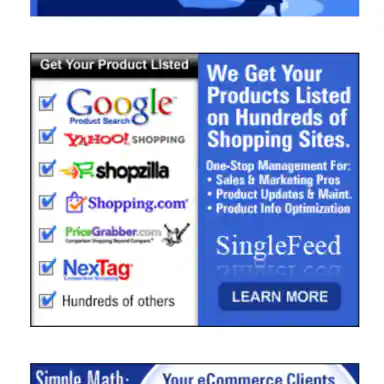 Get Your Product Listed
Google
Product Search
YAHOO! SHOPPING
shopzilla
Shopping.com
PriceGrabber.com
Comparison Shopping Beyond Compare
NexTag
Hundreds of others
We Get Your
Products Listed
on Hundreds of
Shopping Sites.
One-Stop Management For:
• Sales & Marketing Pros
• Product Updates & Maint.
• Product Info Optimization
SingleFeed
LEARN MORE
Simple Math:
Your eCommerce Clients